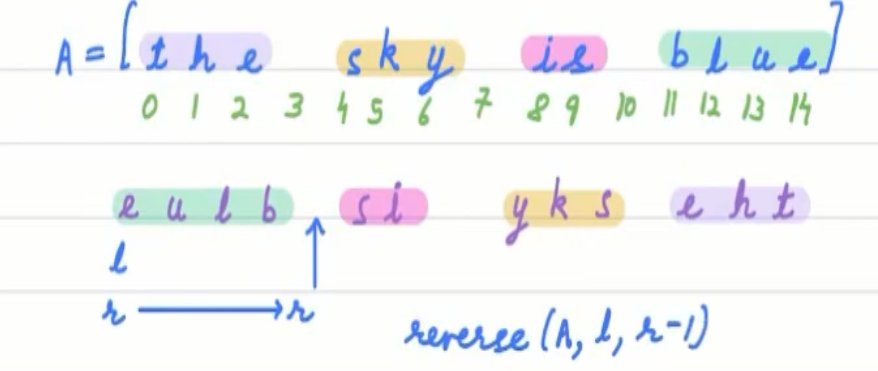 A = [ t h e s k y i s b l u e ]
0 1 2 3 4 5 6 7 8 9 10 11 12 13 14
e u l b s i y k s e h t
l
r r
reverse (A, l, r-1)